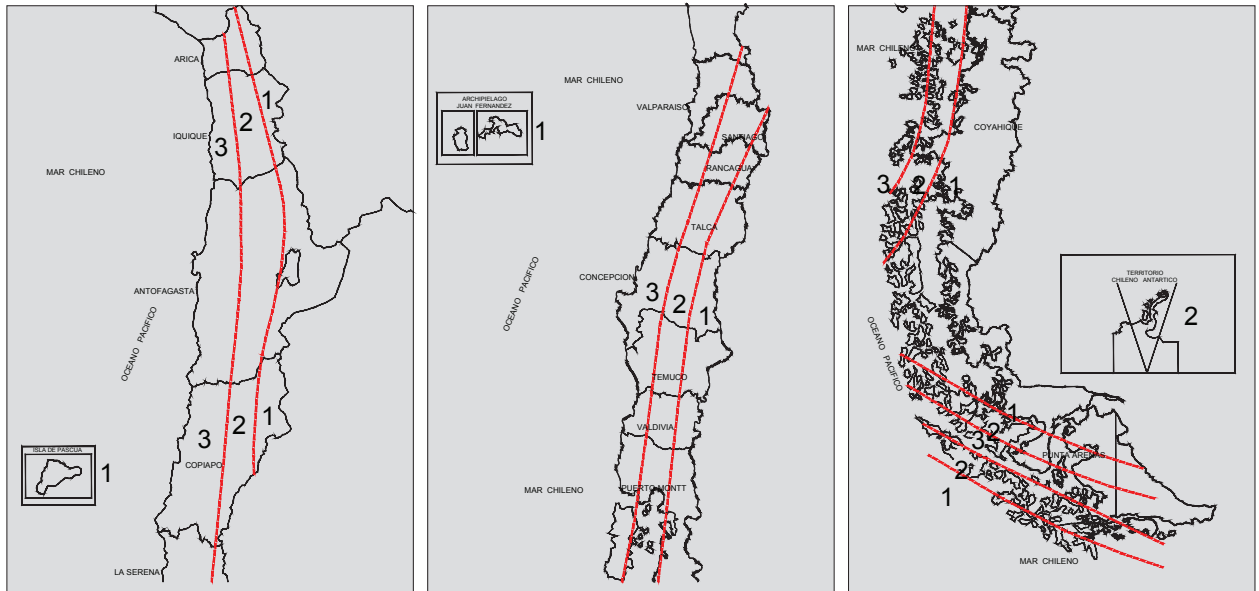 ARICA
1
2
IQUIQUE
3
MAR CHILENO
ANTOFAGASTA
OCEANO PACIFICO
1
2
3
COPIAPO
ISLA DE PASCUA
1
LA SERENA
MAR CHILENO
ARCHIPIELAGO
JUAN FERNANDEZ
1
VALPARAISO
SANTIAGO
RANCAGUA
TALCA
OCEANO PACIFICO
CONCEPCION
3
2
1
TEMUCO
VALDIVIA
MAR CHILENO
PUERTO MONTT
MAR CHILENO
COYAHIQUE
3
2
1
TERRITORIO
CHILENO ANTARTICO
2
OCEANO PACIFICO
1
2
3
PUNTA ARENAS
2
1
MAR CHILENO